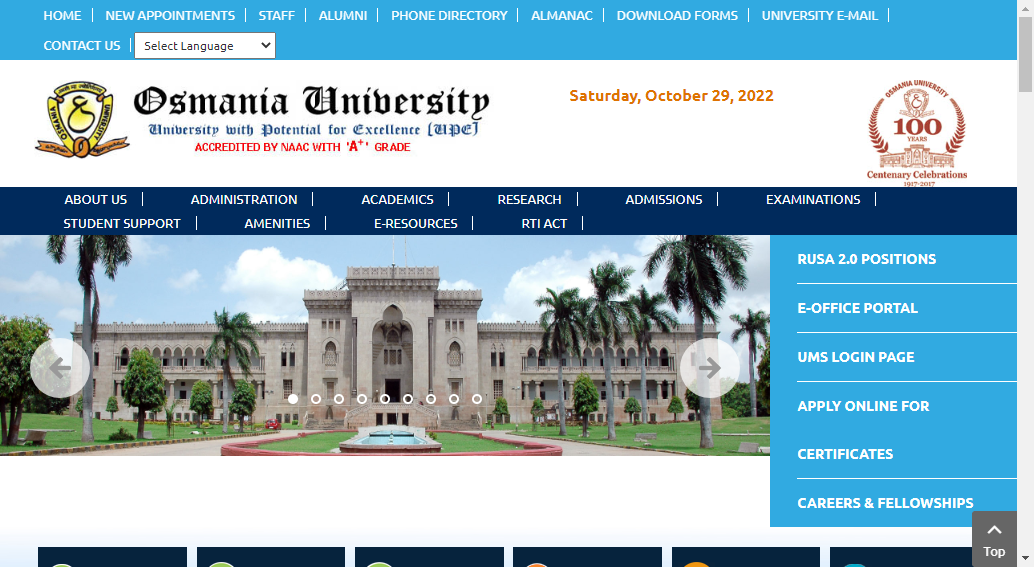 HOME NEW APPOINTMENTS STAFF ALUMNI PHONE DIRECTORY ALMANAC DOWNLOAD FORMS UNIVERSITY E-MAIL
CONTACT US Select Language
Osmania University
University with Potential for Excellence (UPE)
ACCREDITED BY NAAC WITH 'A+' GRADE
Saturday, October 29, 2022
OSMANIA UNIVERSITY
100
YEARS
Centenary Celebrations
1917-2017
ABOUT US ADMINISTRATION ACADEMICS RESEARCH ADMISSIONS EXAMINATIONS
STUDENT SUPPORT AMENITIES E-RESOURCES RTI ACT
RUSA 2.0 POSITIONS
E-OFFICE PORTAL
UMS LOGIN PAGE
APPLY ONLINE FOR
CERTIFICATES
CAREERS & FELLOWSHIPS
Top